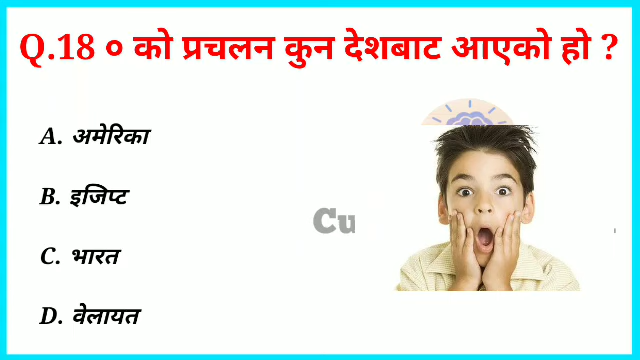 Q.18 ० को प्रचलन कुन देशबाट आएको हो ?
A. अमेरिका
B. इजिप्ट
C. भारत
D. वेलायत
Cu